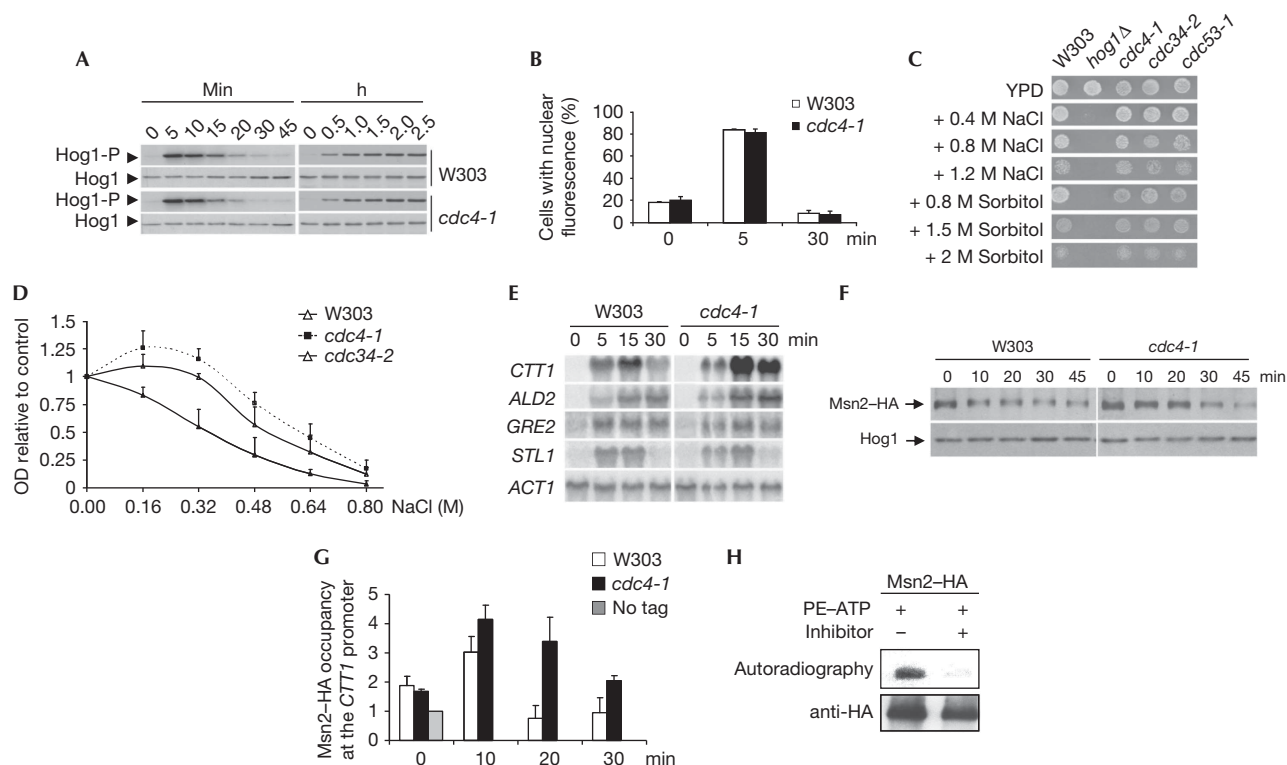 A
Min
h
0 5 10 15 20 30 45
0 0.5 1.0 1.5 2.0 2.5
Hog1-P
Hog1
W303
Hog1-P
Hog1
cdc4-1
B
Cells with nuclear
fluorescence (%)
100
80
60
40
20
0
W303
cdc4-1
0 5 30 min
C
W303 hog1Δ cdc4-1 cdc34-2 cdc53-1
YPD
+ 0.4 M NaCl
+ 0.8 M NaCl
+ 1.2 M NaCl
+ 0.8 M Sorbitol
+ 1.5 M Sorbitol
+ 2 M Sorbitol
D
OD relative to control
1.5
1.25
1
0.75
0.5
0.25
0
W303
cdc4-1
cdc34-2
0.00 0.16 0.32 0.48 0.64 0.80
NaCl (M)
E
W303 cdc4-1
0 5 15 30 0 5 15 30 min
CTT1
ALD2
GRE2
STL1
ACT1
F
W303 cdc4-1
0 10 20 30 45 0 10 20 30 45 min
Msn2–HA
Hog1
G
Msn2–HA occupancy
at the CTT1 promoter
5
4
3
2
1
0
W303
cdc4-1
No tag
0 10 20 30 min
H
Msn2–HA
PE–ATP + +
Inhibitor – +
Autoradiography
anti-HA